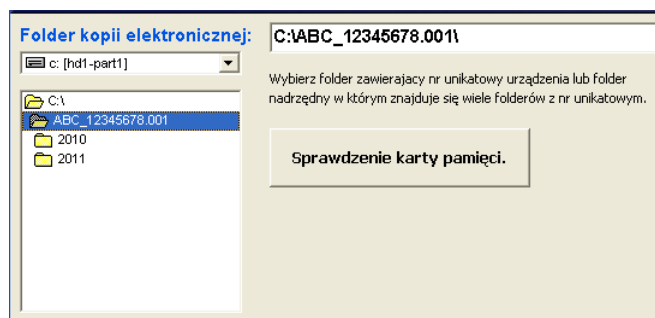 Folder kopii elektronicznej:
C:\ABC_12345678.001\
c: [hd1-part1]
Wybierz folder zawierajacy nr unikatowy urządzenia lub folder
nadrzędny w którym znajduje się wiele folderów z nr unikatowym.
C:\
ABC_12345678.001
2010
2011
Sprawdzenie karty pamięci.